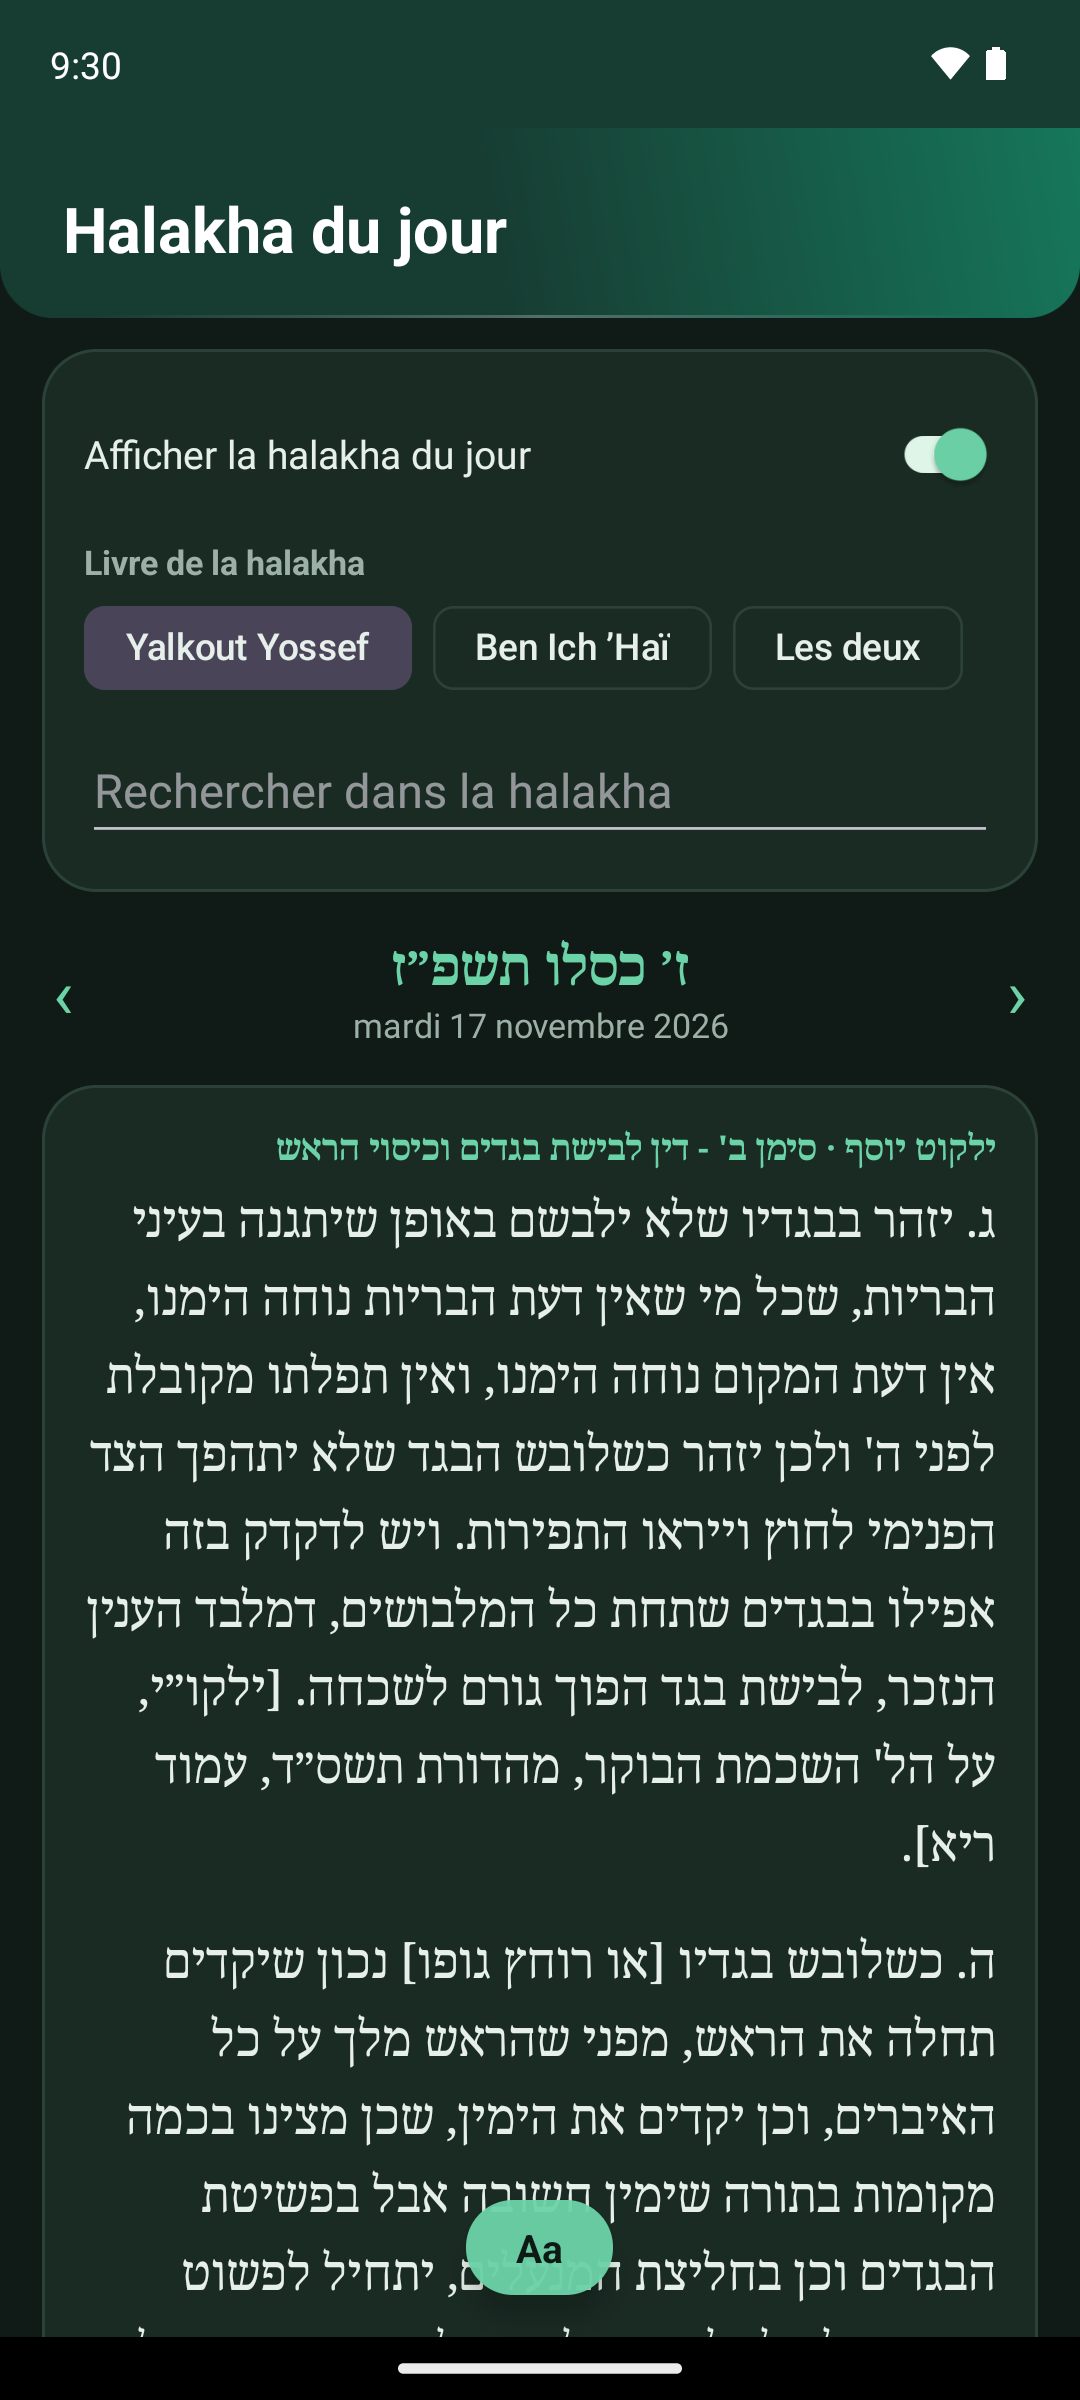 9:30
Halakha du jour
Afficher la halakha du jour
Livre de la halakha
Yalkout Yossef
Ben Ich ’Haï
Les deux
Rechercher dans la halakha
ז׳ כסלו תשפ״ז
‹
›
mardi 17 novembre 2026
ילקוט יוסף · סימן ב' - דין לבישת בגדים וכיסוי הראש
ג. יזהר בבגדיו שלא ילבשם באופן שיתגנה בעיני
הבריות, שכל מי שאין דעת הבריות נוחה הימנו,
אין דעת המקום נוחה הימנו, ואין תפלתו מקובלת
לפני ה' ולכן יזהר כשלובש הבגד שלא יתהפך הצד
הפנימי לחוץ וייראו התפירות. ויש לדקדק בזה
אפילו בבגדים שתחת כל המלבושים, דמלבד הענין
הנזכר, לבישת בגד הפוך גורם לשכחה. [ילקו״י,
על הל' השכמת הבוקר, מהדורת תשס״ד, עמוד
ריא].
ה. כשלובש בגדיו [או רוחץ גופו] נכון שיקדים
תחלה את הראש, מפני שהראש מלך על כל
האיברים, וכן יקדים את הימין, שכן מצינו בכמה
מקומות בתורה שימין חשובה אבל בפשיטת
הבגדים וכן בחליצת המנעלים, יתחיל לפשוט
Aa